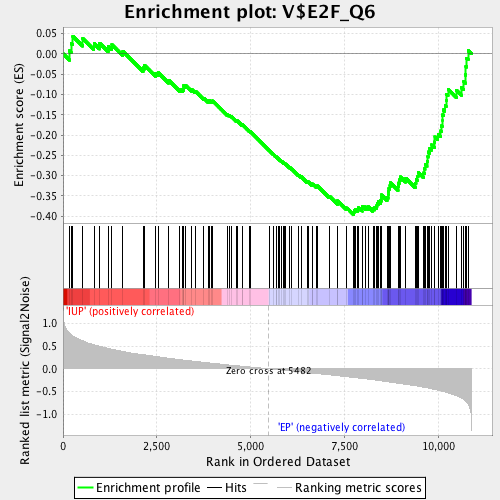 Enrichment plot: V$E2F_Q6
Enrichment score (ES)
0.05
0.00
-0.05
-0.10
-0.15
-0.20
-0.25
-0.30
-0.35
-0.40
Ranked list metric (Signal2Noise)
1.0
0.5
0.0
-0.5
-1.0
'IUP' (positively correlated)
Zero cross at 5482
'EP' (negatively correlated)
0
2,500
5,000
7,500
10,000
Rank in Ordered Dataset
Enrichment profile
Hits
Ranking metric scores